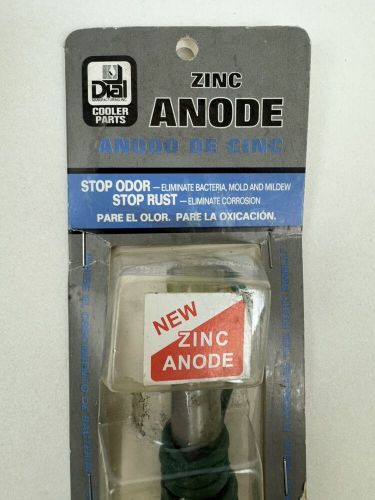 Dial
MANUFACTURING INC.
COOLER
PARTS
ZINC
ANODE
ANODO DE CINC
STOP ODOR – ELIMINATE BACTERIA, MOLD AND MILDEW
STOP RUST – ELIMINATE CORROSION
PARE EL OLOR. PARE LA OXICACIÓN.
NEW
ZINC
ANODE